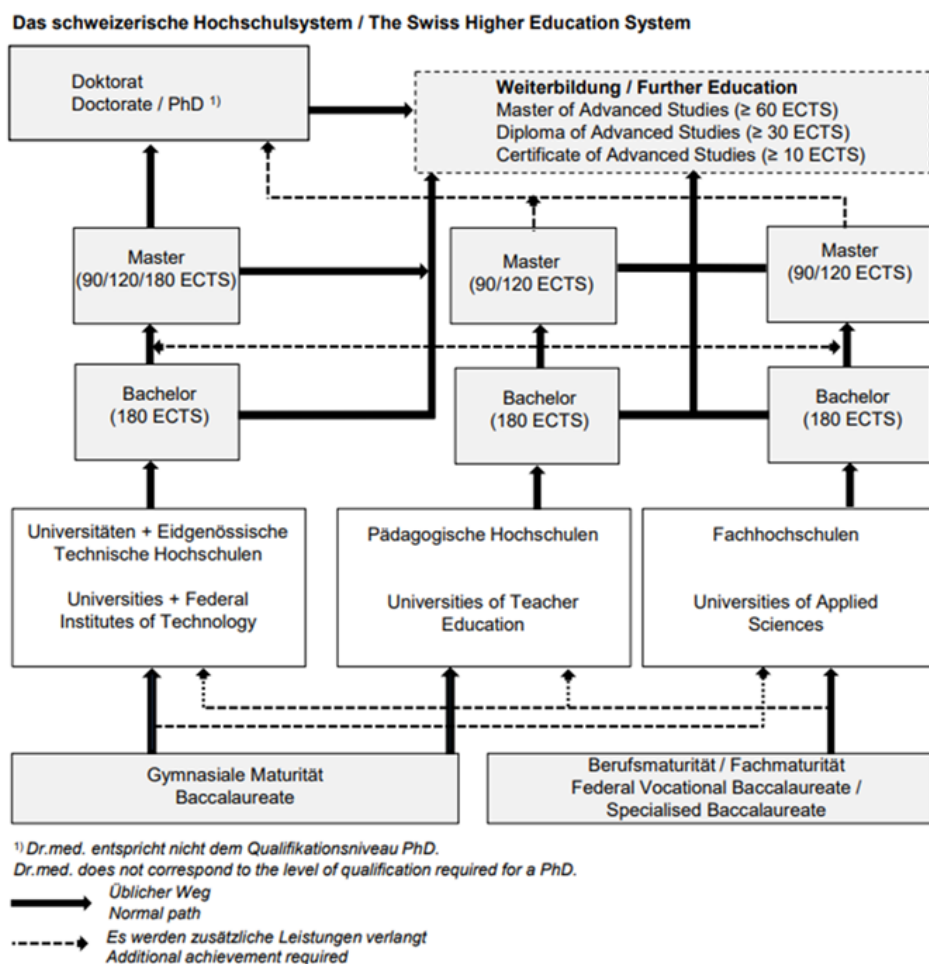 Das schweizerische Hochschulsystem / The Swiss Higher Education System
Doktorat
Doctorate / PhD ¹⁾
Weiterbildung / Further Education
Master of Advanced Studies (≥ 60 ECTS)
Diploma of Advanced Studies (≥ 30 ECTS)
Certificate of Advanced Studies (≥ 10 ECTS)
Master
(90/120/180 ECTS)
Master
(90/120 ECTS)
Master
(90/120 ECTS)
Bachelor
(180 ECTS)
Bachelor
(180 ECTS)
Bachelor
(180 ECTS)
Universitäten + Eidgenössische
Technische Hochschulen
Universities + Federal
Institutes of Technology
Pädagogische Hochschulen
Universities of Teacher
Education
Fachhochschulen
Universities of Applied
Sciences
Gymnasiale Maturität
Baccalaureate
Berufsmaturität / Fachmaturität
Federal Vocational Baccalaureate /
Specialised Baccalaureate
¹⁾ Dr.med. entspricht nicht dem Qualifikationsniveau PhD.
Dr.med. does not correspond to the level of qualification required for a PhD.
Üblicher Weg
Normal path
Es werden zusätzliche Leistungen verlangt
Additional achievement required